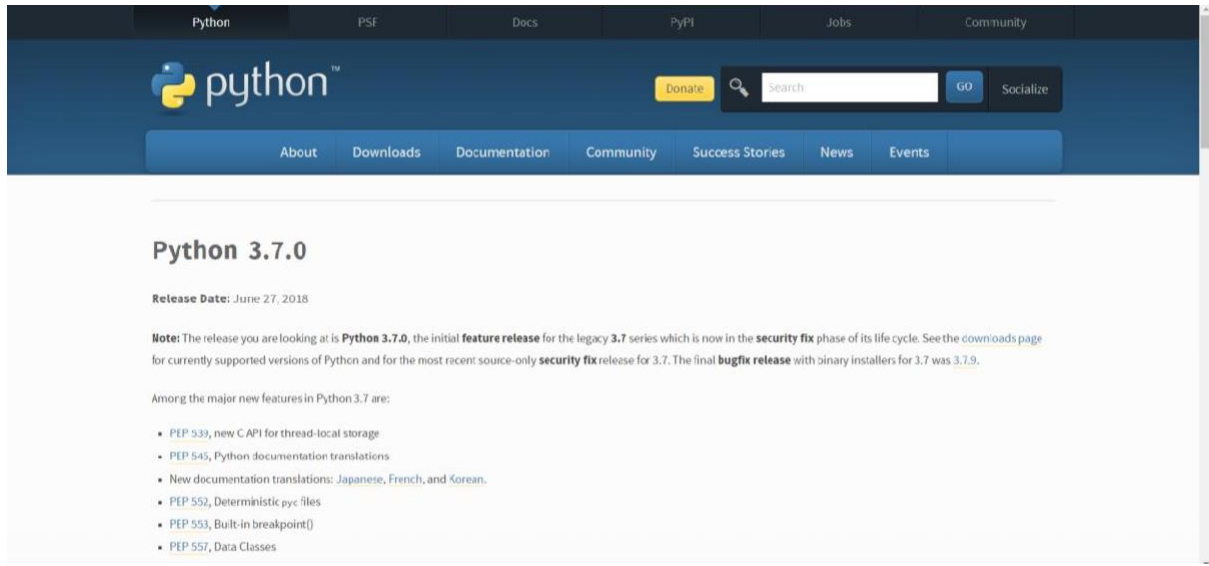 Python PSF Docs PyPI Jobs Community
python™
Donate Search GO Socialize
About Downloads Documentation Community Success Stories News Events
Python 3.7.0
Release Date: June 27, 2018
Note: The release you are looking at is Python 3.7.0, the initial feature release for the legacy 3.7 series which is now in the security fix phase of its life cycle. See the downloads page
for currently supported versions of Python and for the most recent source-only security fix release for 3.7. The final bugfix release with binary installers for 3.7 was 3.7.9.
Among the major new features in Python 3.7 are:
• PEP 539, new C API for thread-local storage
• PEP 545, Python documentation translations
• New documentation translations: Japanese, French, and Korean.
• PEP 552, Deterministic pyc files
• PEP 553, Built-in breakpoint()
• PEP 557, Data Classes